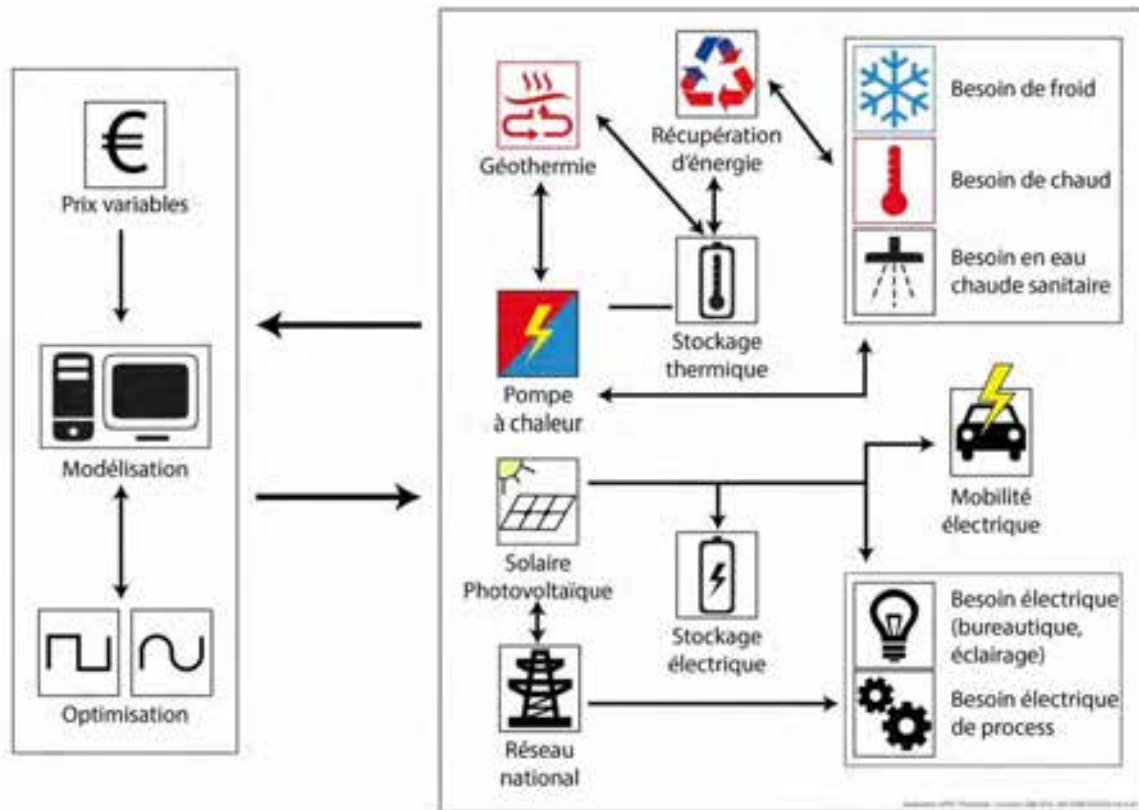 €
Prix variables
Modélisation
Optimisation
Géothermie
Récupération
d'énergie
Pompe
à chaleur
Stockage
thermique
Besoin de froid
Besoin de chaud
Besoin en eau
chaude sanitaire
Solaire
Photovoltaïque
Stockage
électrique
Mobilité
électrique
Réseau
national
Besoin électrique
(bureautique,
éclairage)
Besoin électrique
de process